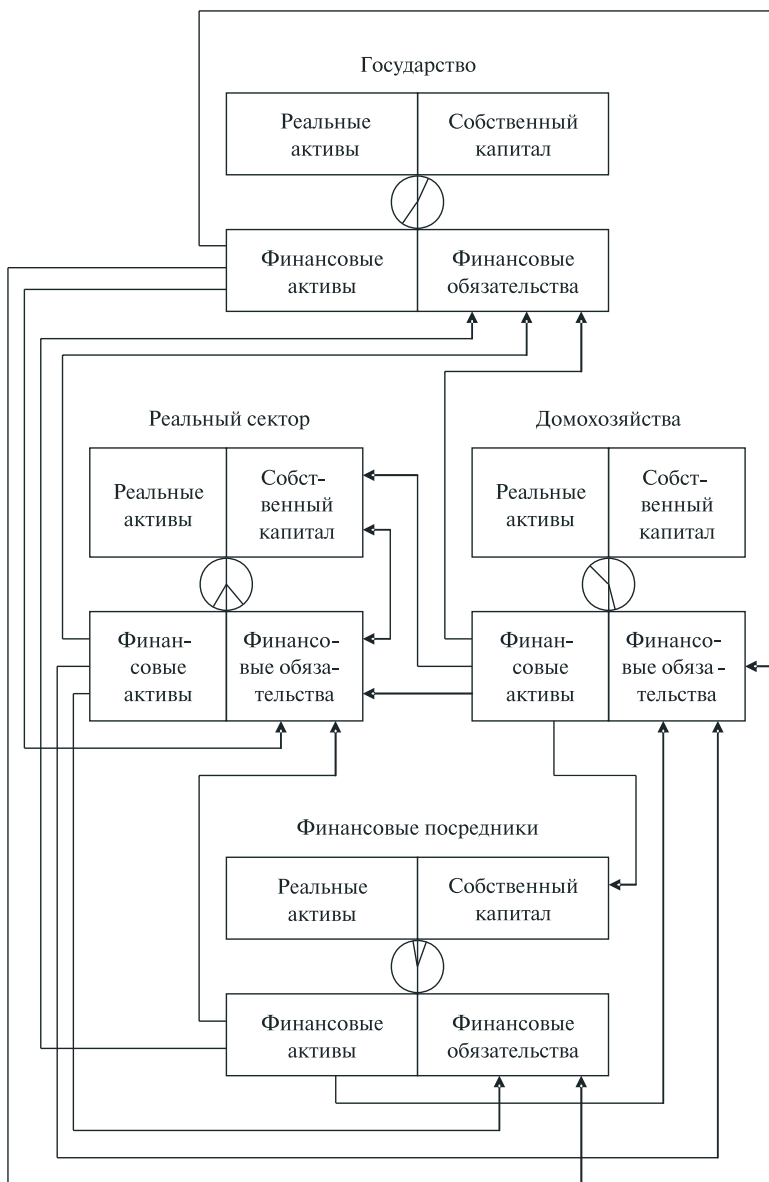 Государство
Реальные
активы
Собственный
капитал
Финансовые
активы
Финансовые
обязательства
Реальный сектор
Реальные
активы
Собст-
венный
капитал
Финан-
совые
активы
Финансо-
вые обяза-
тельства
Домохозяйства
Реальные
активы
Собст-
венный
капитал
Финан-
совые
активы
Финансо-
вые обяза -
тельства
Финансовые посредники
Реальные
активы
Собственный
капитал
Финансовые
активы
Финансовые
обязательства